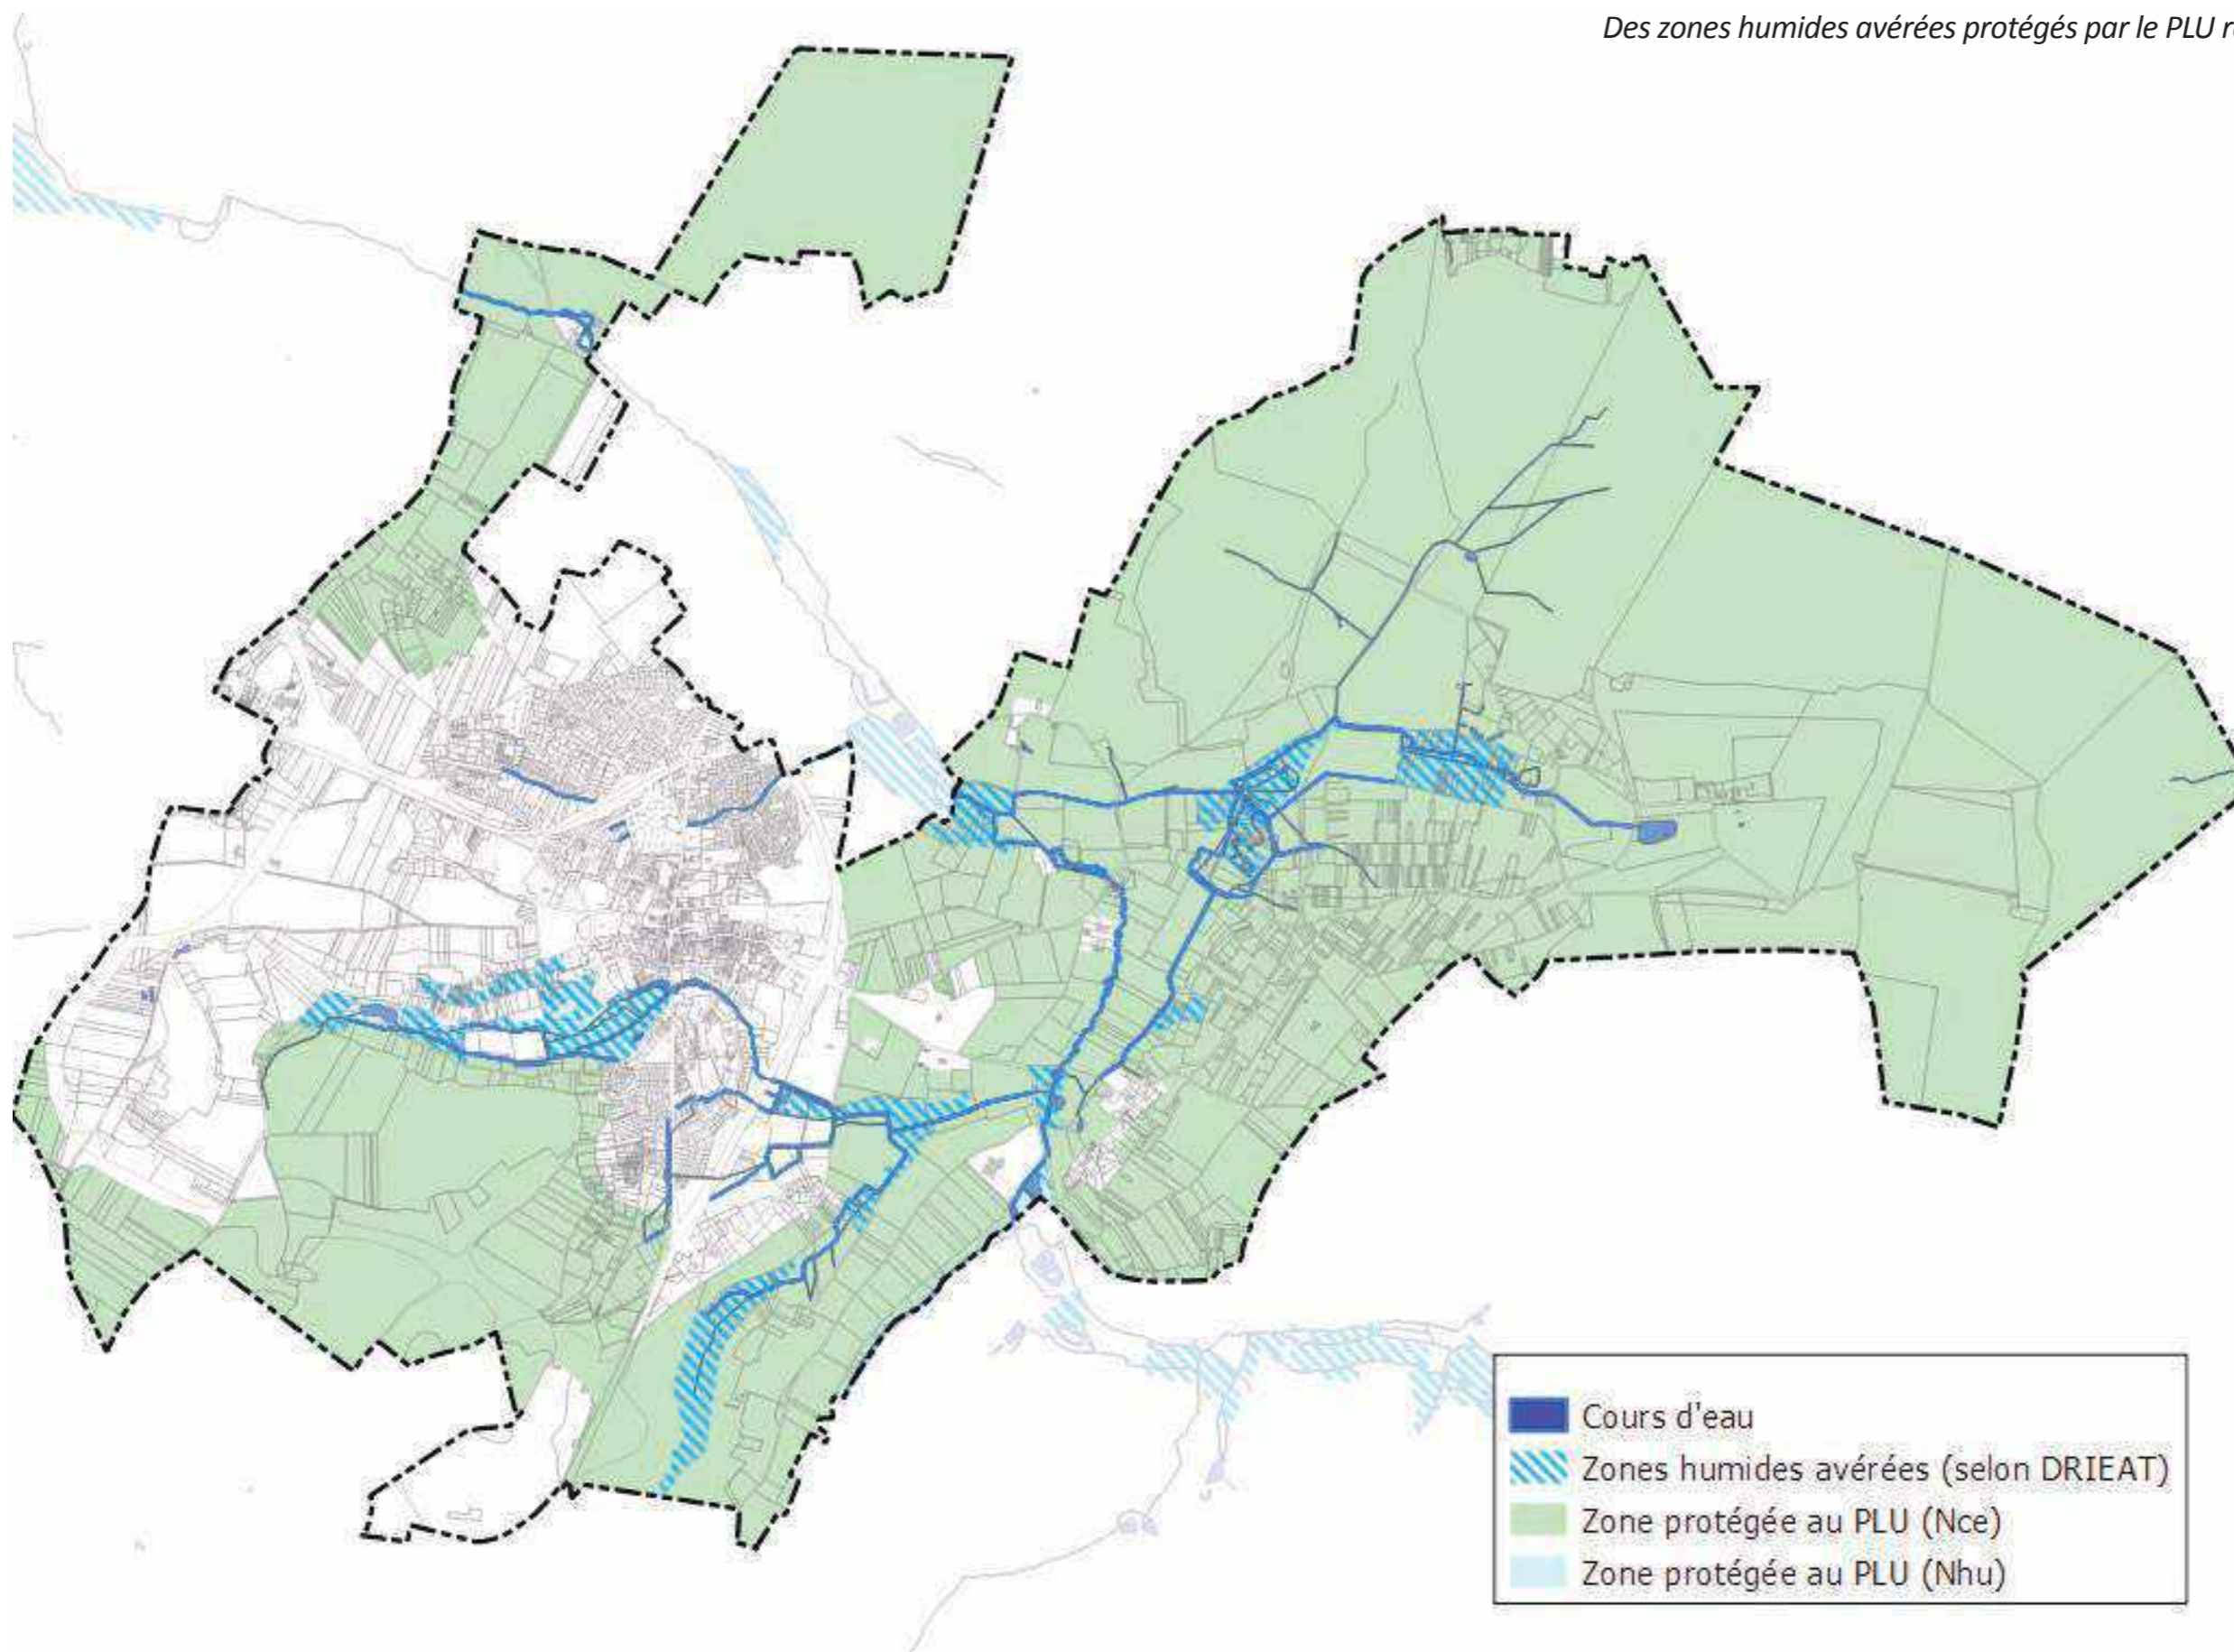 Des zones humides avérées protégés par le PLU
Cours d'eau
Zones humides avérées (selon DRIEAT)
Zone protégée au PLU (Nce)
Zone protégée au PLU (Nhu)